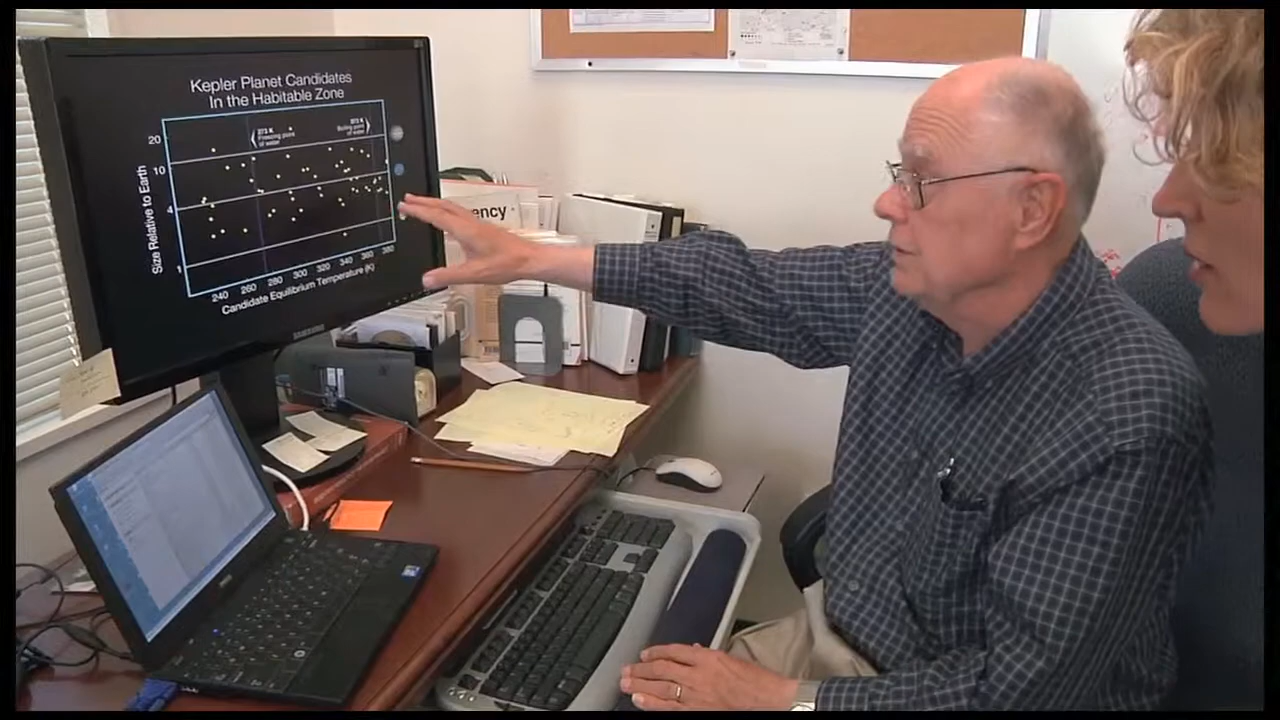 Kepler Planet Candidates
In the Habitable Zone
273 K
Freezing point
of water
373 K
Boiling point
of water
20
10
4
1
Size Relative to Earth
240 260 280 300 320 340 360 380
Candidate Equilibrium Temperature (K)
SAMSUNG
ency